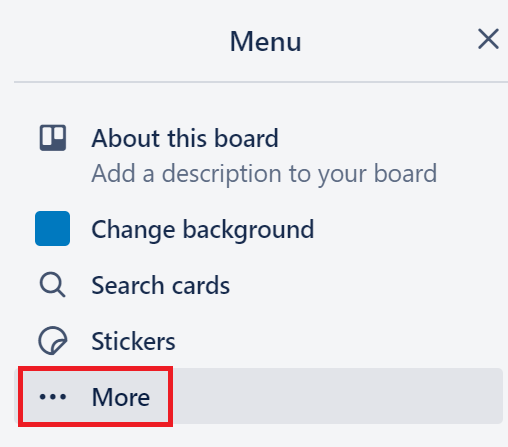 Menu
About this board
Add a description to your board
Change background
Search cards
Stickers
More